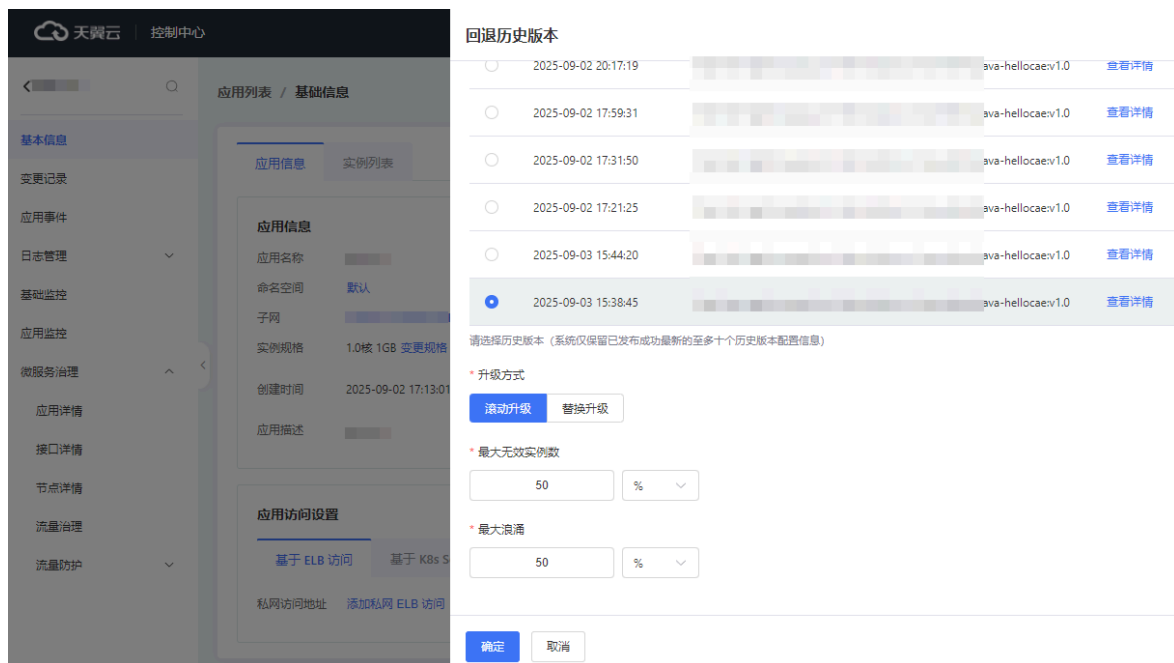 天翼云 控制中心
基本信息
变更记录
应用事件
日志管理
基础监控
应用监控
微服务治理
应用详情
接口详情
节点详情
流量治理
流量防护
应用列表 / 基础信息
应用信息 实例列表
应用信息
应用名称
命名空间 默认
子网
实例规格 1.0核 1GB 变更规格
创建时间 2025-09-02 17:13:01
应用描述
应用访问设置
基于 ELB 访问 基于 K8s S
私网访问地址 添加私网 ELB 访问
回退历史版本
2025-09-02 20:17:19 ava-hellocae:v1.0 查看详情
2025-09-02 17:59:31 ava-hellocae:v1.0 查看详情
2025-09-02 17:31:50 ava-hellocae:v1.0 查看详情
2025-09-02 17:21:25 ava-hellocae:v1.0 查看详情
2025-09-03 15:44:20 ava-hellocae:v1.0 查看详情
2025-09-03 15:38:45 ava-hellocae:v1.0 查看详情
请选择历史版本（系统仅保留已发布成功最新的至多十个历史版本配置信息）
* 升级方式
滚动升级 替换升级
* 最大无效实例数
50 %
* 最大浪涌
50 %
确定 取消